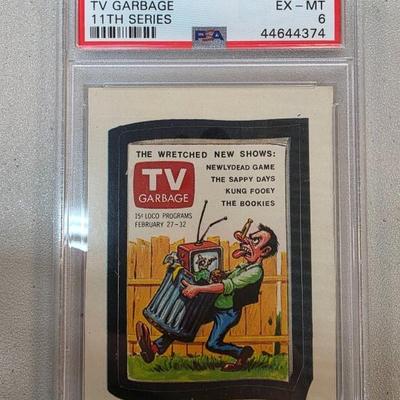 TV GARBAGE EX - MT
11TH SERIES 6
PSA 44644374
THE WRETCHED NEW SHOWS:
NEWLYDEAD GAME
THE SAPPY DAYS
KUNG FOOEY
THE BOOKIES
TV
GARBAGE
15¢ LOCO PROGRAMS
FEBRUARY 27-32